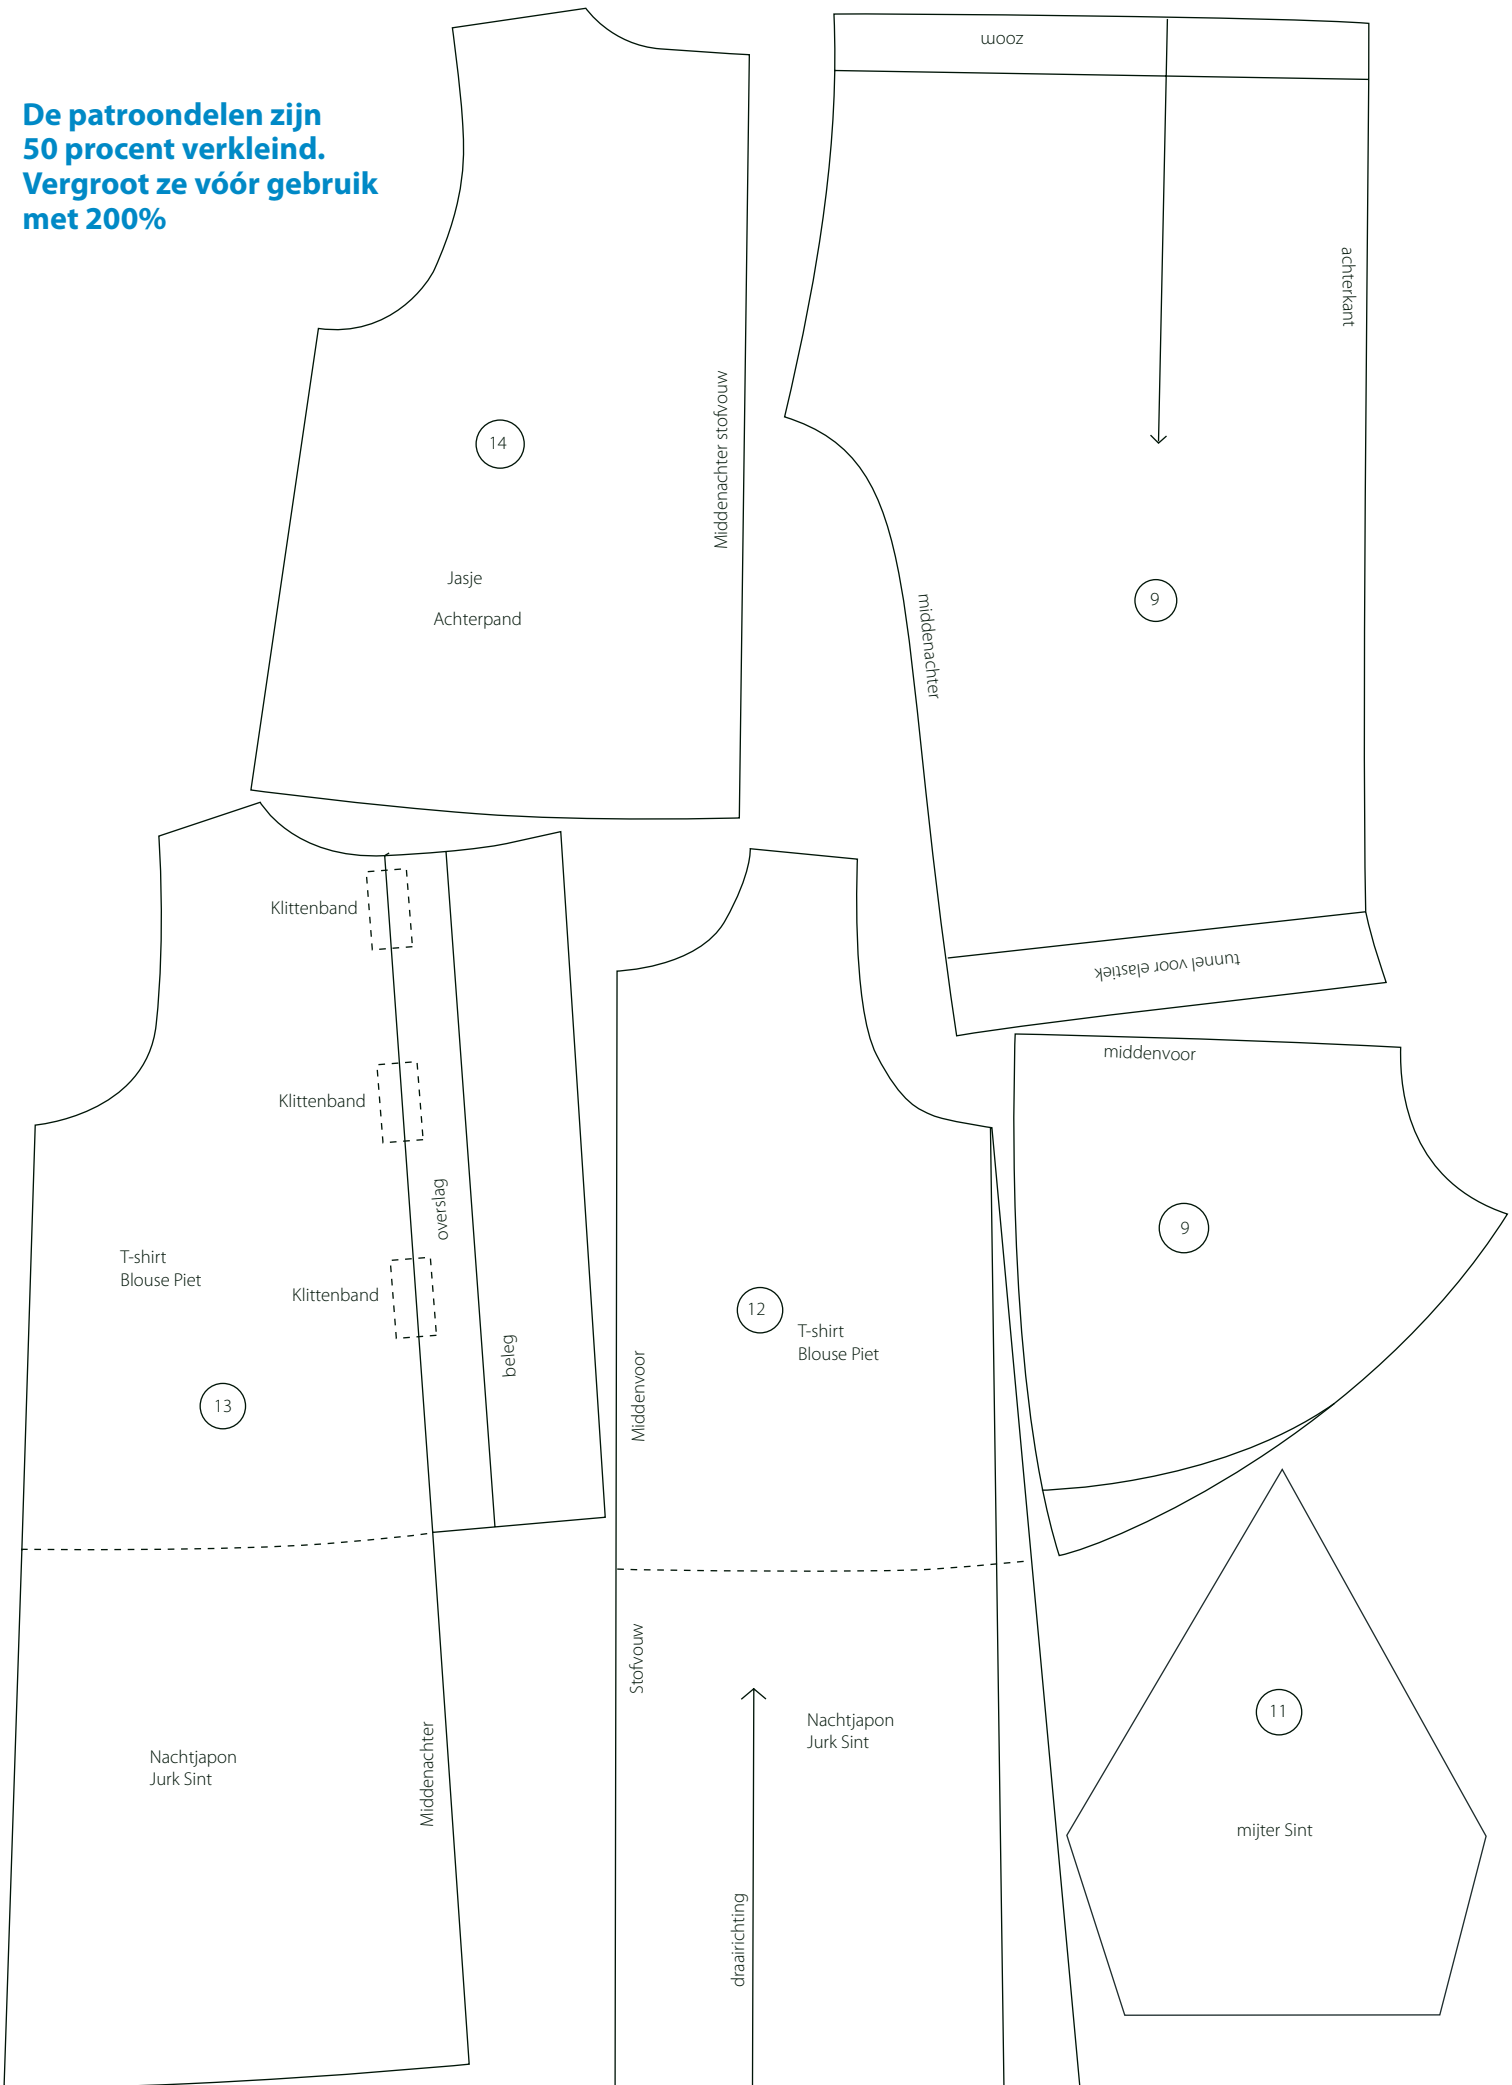 De patroondelen zijn
50 procent verkleind.
Vergroot ze vóór gebruik
met 200%
14
Jasje
Achterpand
Middenachter stofvouw
zoom
achterkant
9
middenachter
tunnel voor elastiek
Klittenband
Klittenband
Klittenband
overslag
beleg
T-shirt
Blouse Piet
13
Nachtjapon
Jurk Sint
Middenachter
12
T-shirt
Blouse Piet
Middenvoor
Stofvouw
Nachtjapon
Jurk Sint
draairichting
middenvoor
9
11
mijter Sint